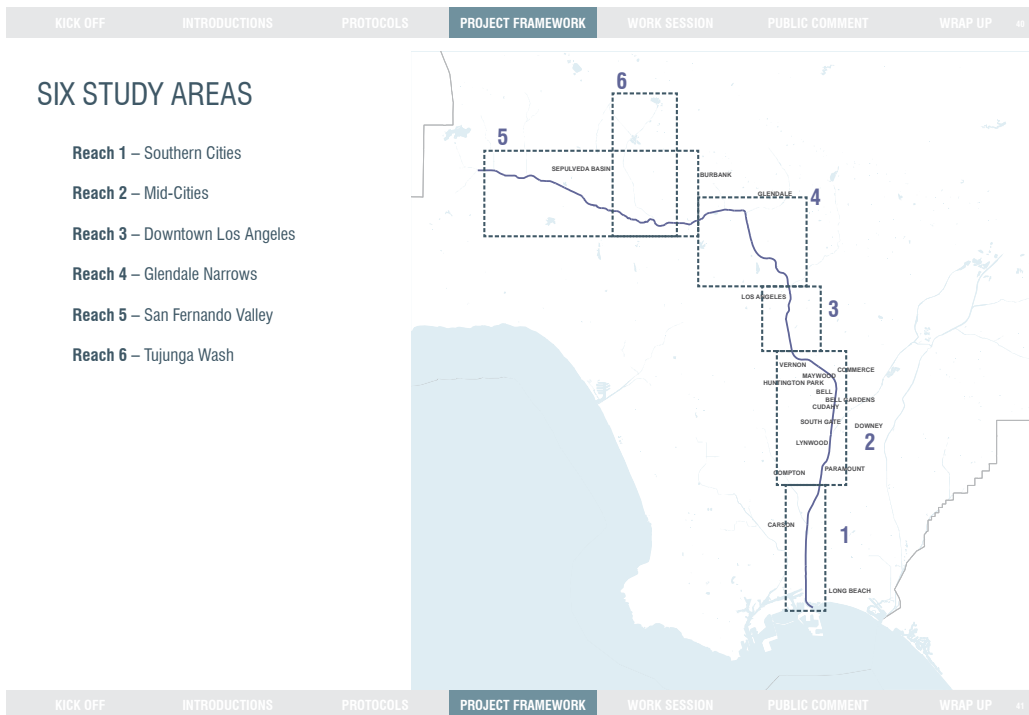 KICK OFF INTRODUCTIONS PROTOCOLS PROJECT FRAMEWORK WORK SESSION PUBLIC COMMENT WRAP UP 40
SIX STUDY AREAS
Reach 1 – Southern Cities
Reach 2 – Mid-Cities
Reach 3 – Downtown Los Angeles
Reach 4 – Glendale Narrows
Reach 5 – San Fernando Valley
Reach 6 – Tujunga Wash
6
5
SEPULVEDA BASIN
BURBANK
GLENDALE
4
LOS ANGELES
3
VERNON
COMMERCE
MAYWOOD
HUNTINGTON PARK
BELL
BELL GARDENS
CUDAHY
SOUTH GATE
DOWNEY
2
LYNWOOD
PARAMOUNT
COMPTON
CARSON
1
LONG BEACH
KICK OFF INTRODUCTIONS PROTOCOLS PROJECT FRAMEWORK WORK SESSION PUBLIC COMMENT WRAP UP 41